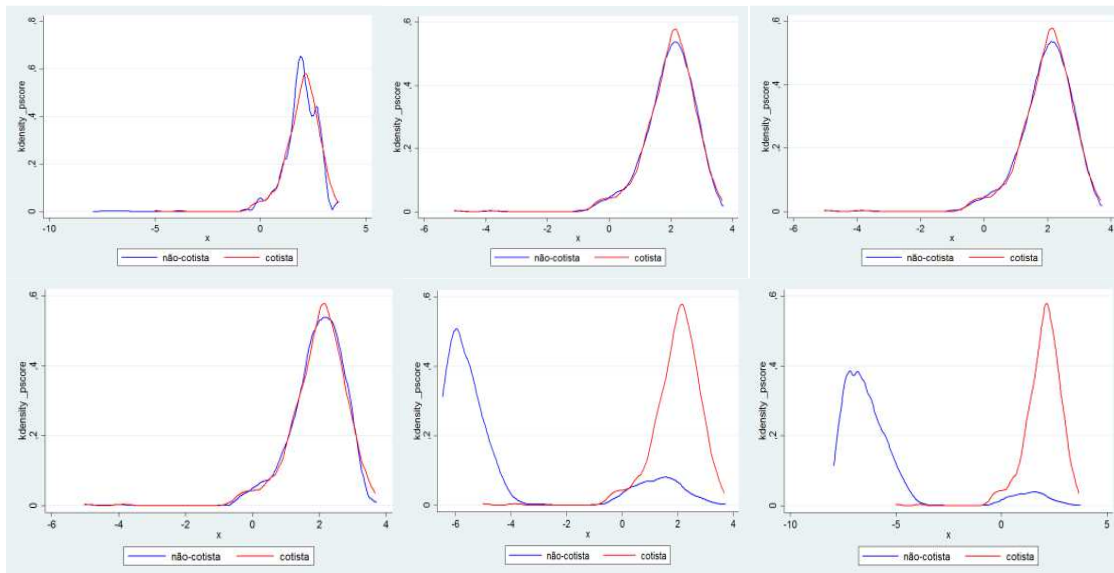 kdensity _pscore
.8
.6
.4
.2
0
-10 -5 0 5
x
não-cotista cotista
kdensity _pscore
.6
.4
.2
0
-6 -4 -2 0 2 4
x
não-cotista cotista
kdensity _pscore
.6
.4
.2
0
-6 -4 -2 0 2 4
x
não-cotista cotista
kdensity _pscore
.6
.4
.2
0
-6 -4 -2 0 2 4
x
não-cotista cotista
kdensity _pscore
.6
.4
.2
0
-6 -4 -2 0 2 4
x
não-cotista cotista
kdensity _pscore
.6
.4
.2
0
-10 -5 0 5
x
não-cotista cotista